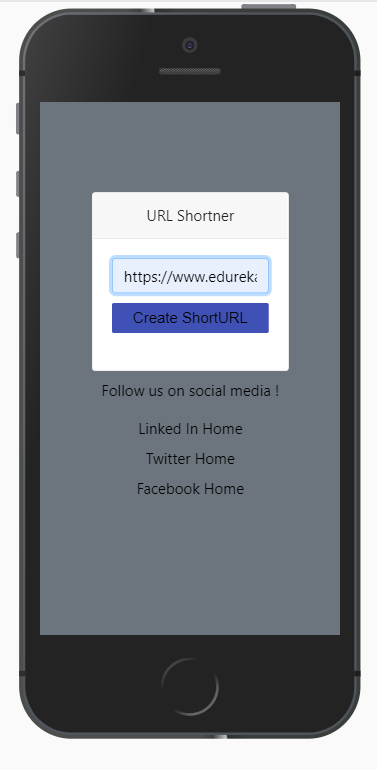 URL Shortner
https://www.edureka
Create ShortURL
Follow us on social media !
Linked In Home
Twitter Home
Facebook Home